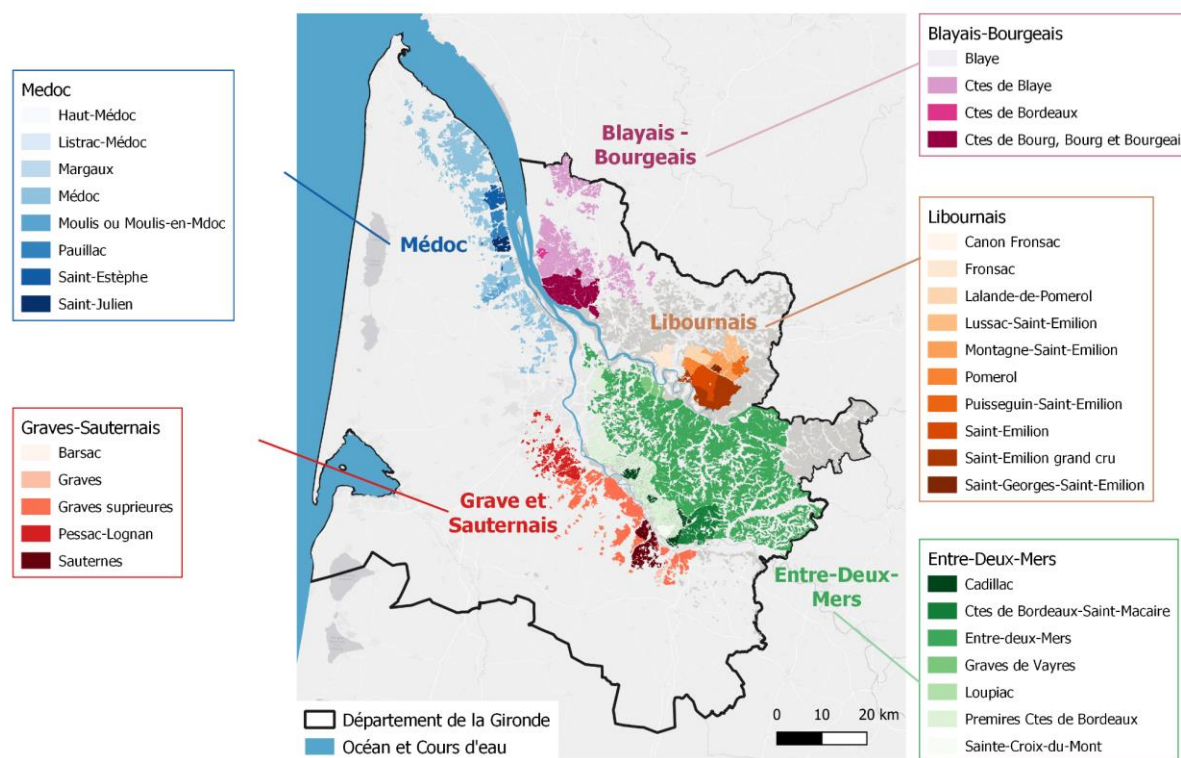 Medoc
Haut-Médoc
Listrac-Médoc
Margaux
Médoc
Moulis ou Moulis-en-Mdoc
Pauillac
Saint-Estèphe
Saint-Julien
Graves-Sauternais
Barsac
Graves
Graves suprieures
Pessac-Lognan
Sauternes
Blayais -
Bourgeais
Médoc
Libournais
Grave et
Sauternais
Entre-Deux-
Mers
Département de la Gironde
Océan et Cours d'eau
0 10 20 km
Blayais-Bourgeais
Blaye
Ctes de Blaye
Ctes de Bordeaux
Ctes de Bourg, Bourg et Bourgeai
Libournais
Canon Fronsac
Fronsac
Lalande-de-Pomerol
Lussac-Saint-Emilion
Montagne-Saint-Emilion
Pomerol
Puisseguin-Saint-Emilion
Saint-Emilion
Saint-Emilion grand cru
Saint-Georges-Saint-Emilion
Entre-Deux-Mers
Cadillac
Ctes de Bordeaux-Saint-Macaire
Entre-deux-Mers
Graves de Vayres
Loupiac
Premires Ctes de Bordeaux
Sainte-Croix-du-Mont